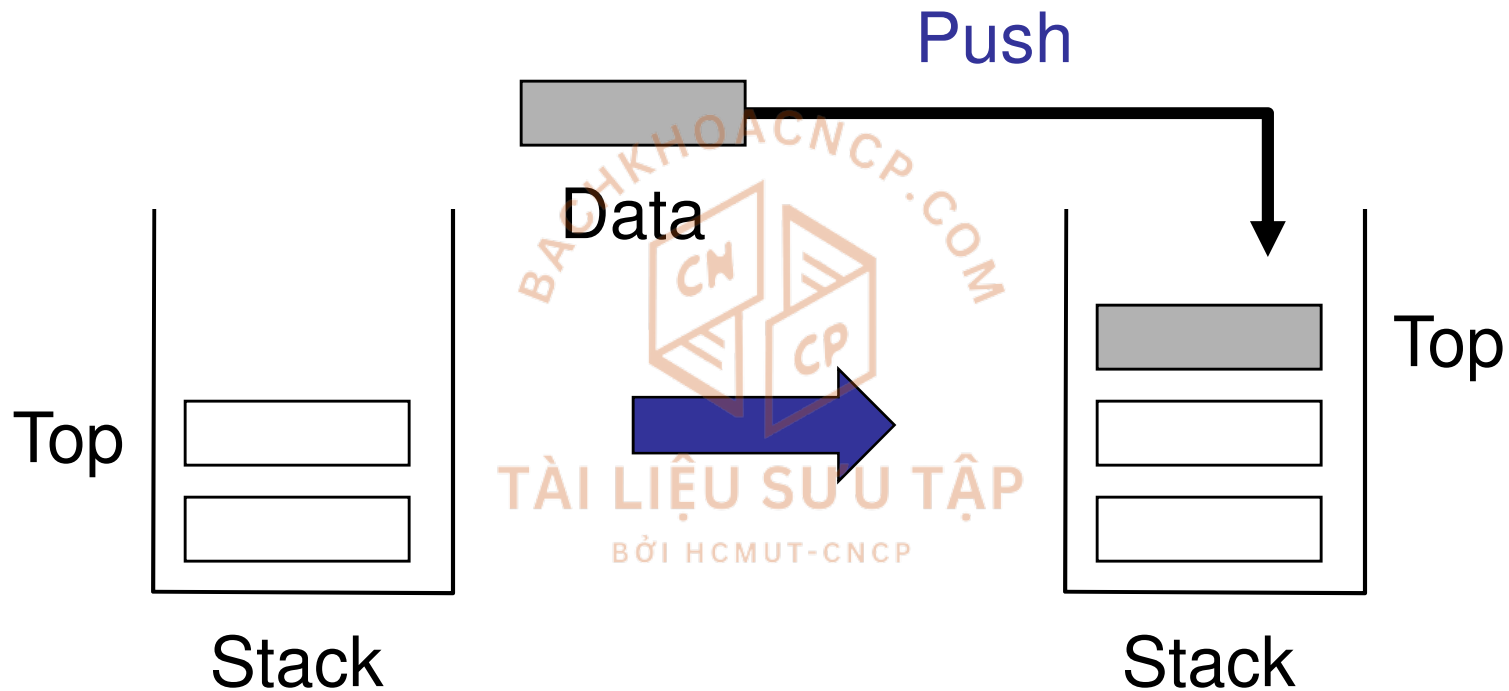 Push
BACHKHOACNCP.COM
Data
CN
CP
Top
Top
TÀI LIỆU SƯU TẬP
BỞI HCMUT-CNCP
Stack
Stack